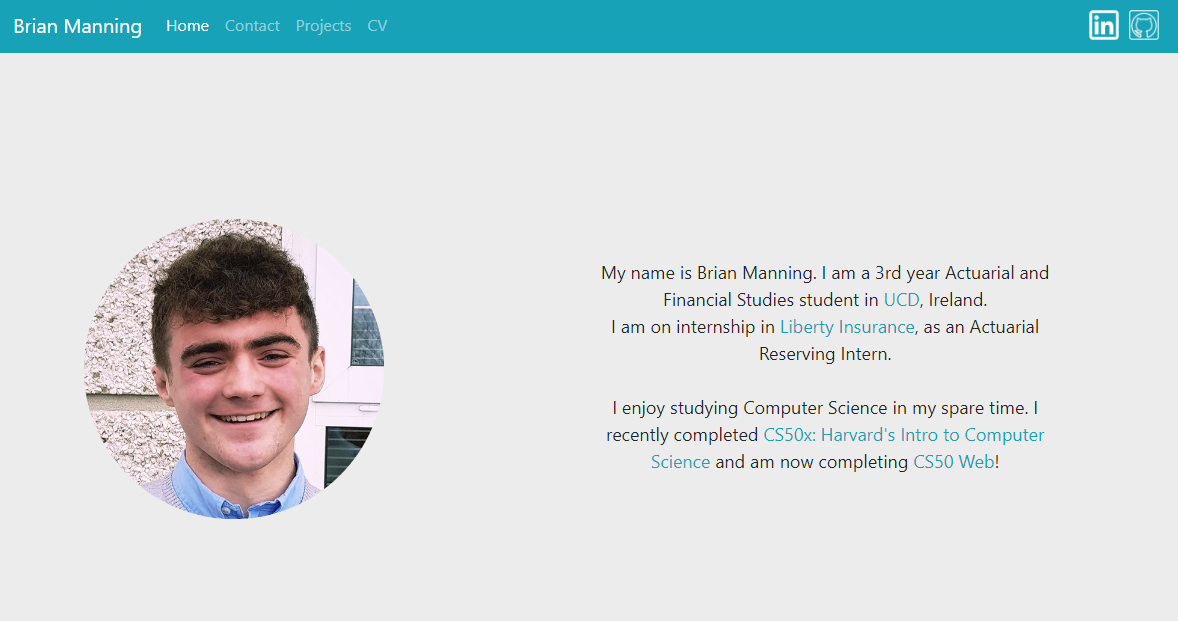 Brian Manning Home Contact Projects CV in
My name is Brian Manning. I am a 3rd year Actuarial and
Financial Studies student in UCD, Ireland.
I am on internship in Liberty Insurance, as an Actuarial
Reserving Intern.
I enjoy studying Computer Science in my spare time. I
recently completed CS50x: Harvard's Intro to Computer
Science and am now completing CS50 Web!